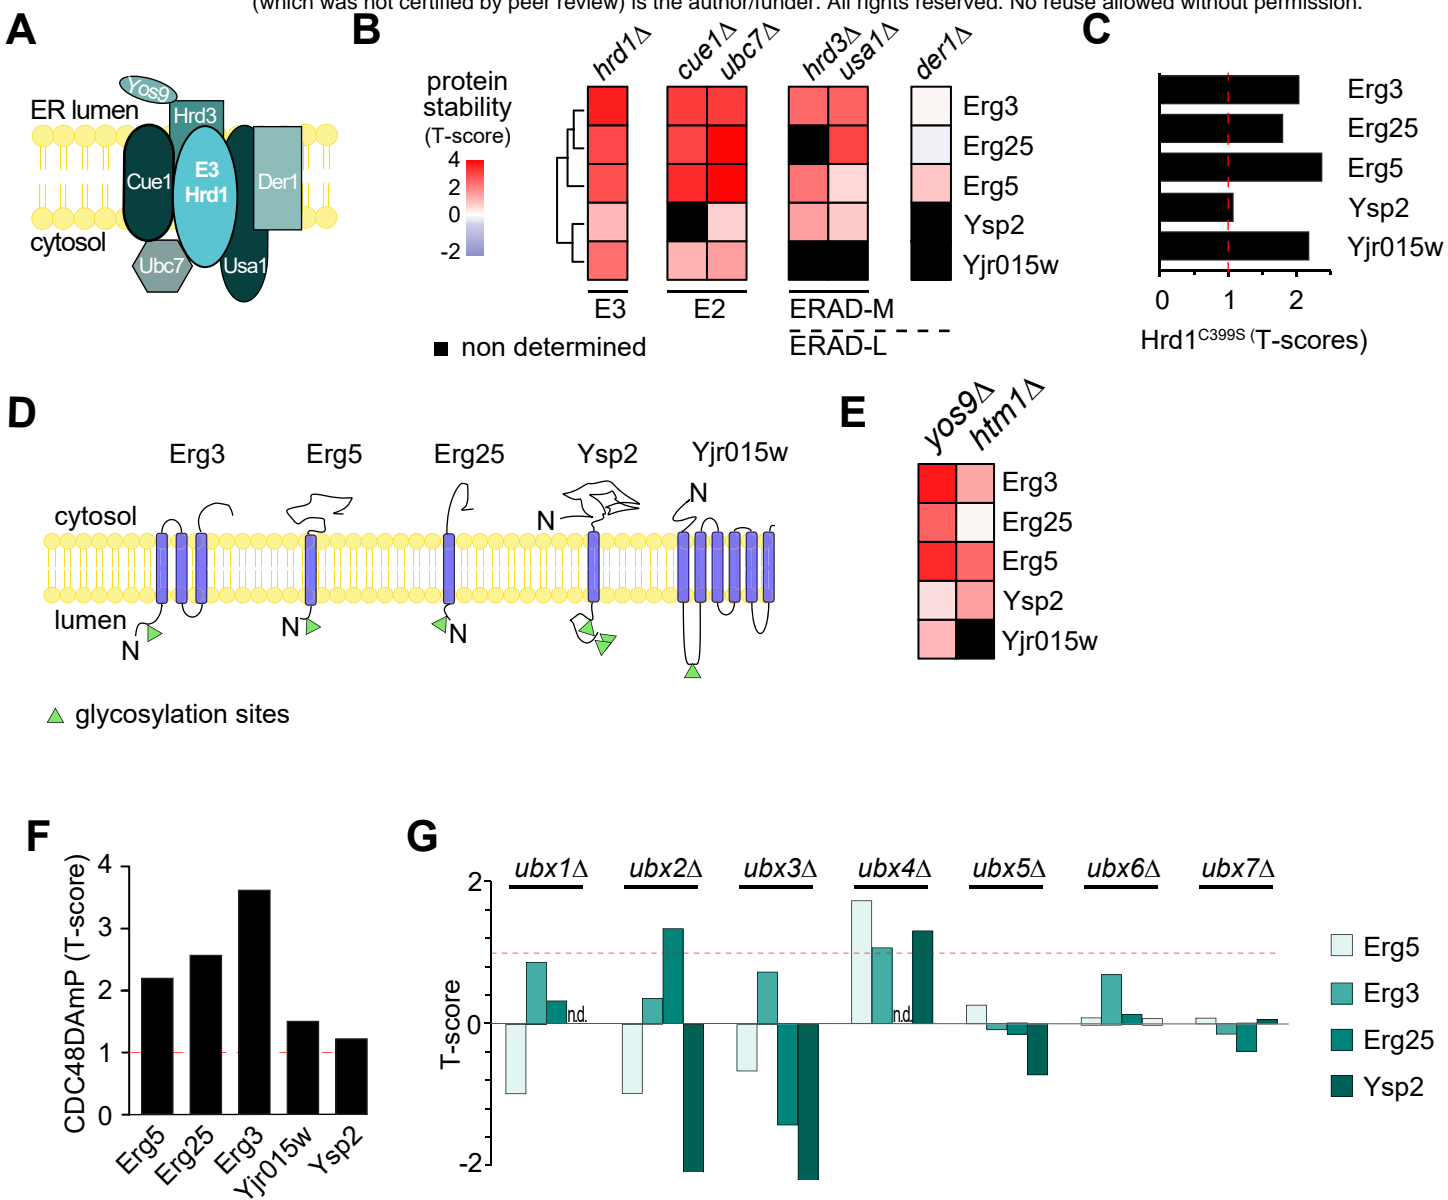 (which was not certified by peer review) is the author/funder. All rights reserved. No reuse allowed without permission.
A
Yos9
ER lumen
Hrd3
E3
Hrd1
Cue1
Der1
cytosol
Ubc7
Usa1
B
hrd1Δ
cue1Δ
ubc7Δ
hrd3Δ
usa1Δ
der1Δ
protein
stability
(T-score)
4
2
0
-2
Erg3
Erg25
Erg5
Ysp2
Yjr015w
E3
E2
ERAD-M
ERAD-L
non determined
C
Erg3
Erg25
Erg5
Ysp2
Yjr015w
0 1 2
Hrd1C399S (T-scores)
D
Erg3 Erg5 Erg25 Ysp2 Yjr015w
cytosol
N
N
lumen
N
N
N
glycosylation sites
E
yos9Δ
htm1Δ
Erg3
Erg25
Erg5
Ysp2
Yjr015w
F
CDC48DAmP (T-score)
4
3
2
1
0
Erg5
Erg25
Erg3
Yjr015w
Ysp2
G
ubx1Δ ubx2Δ ubx3Δ ubx4Δ ubx5Δ ubx6Δ ubx7Δ
T-score
2
0
-2
n.d.
n.d.
Erg5
Erg3
Erg25
Ysp2